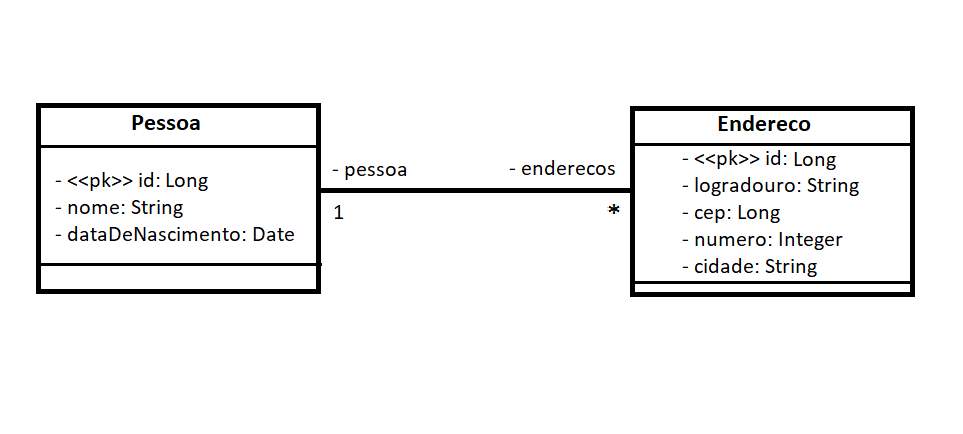 Pessoa
- <<pk>> id: Long
- nome: String
- dataDeNascimento: Date
- pessoa
1
- enderecos
*
Endereco
- <<pk>> id: Long
- logradouro: String
- cep: Long
- numero: Integer
- cidade: String